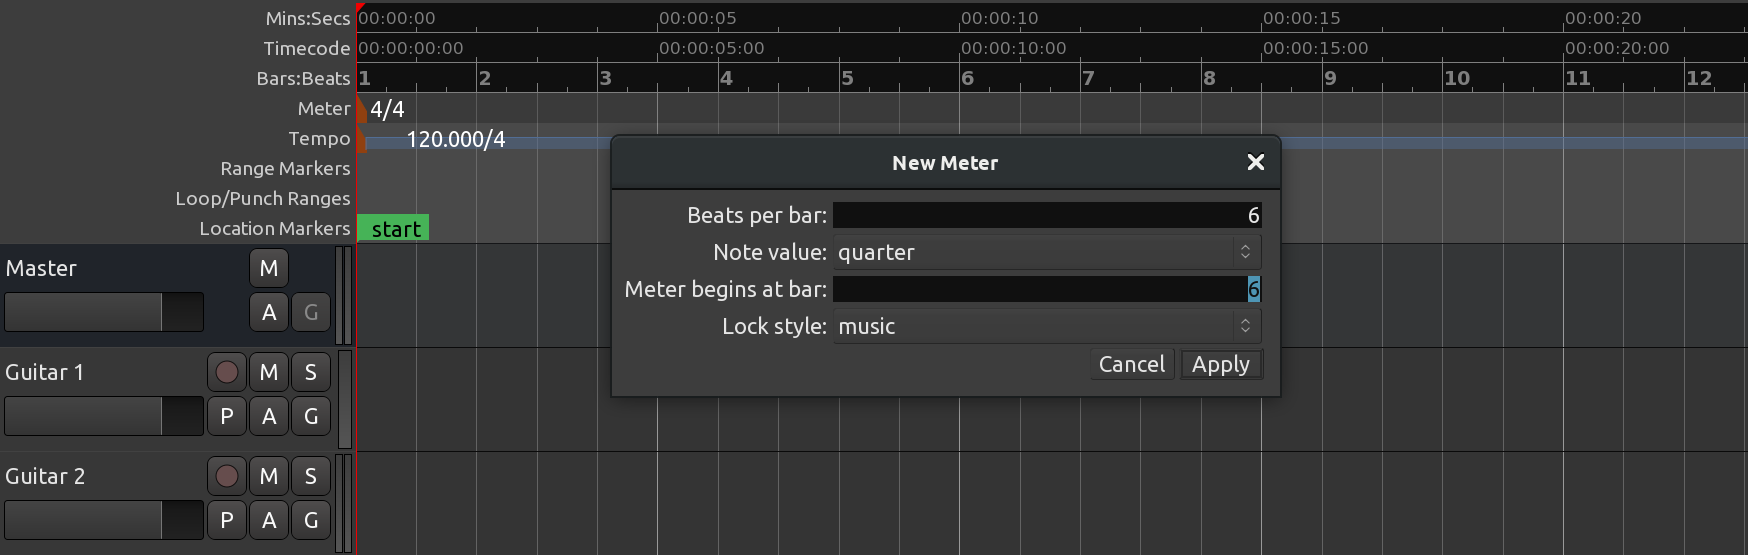 Mins:Secs 00:00:00 00:00:05 00:00:10 00:00:15 00:00:20
Timecode 00:00:00:00 00:00:05:00 00:00:10:00 00:00:15:00 00:00:20:00
Bars:Beats 1 2 3 4 5 6 7 8 9 10 11 12
Meter 4/4
Tempo 120.000/4
Range Markers
Loop/Punch Ranges
Location Markers start
New Meter
Beats per bar: 6
Note value: quarter
Meter begins at bar: 6
Lock style: music
Cancel Apply
Master M
A G
Guitar 1 M S
P A G
Guitar 2 M S
P A G